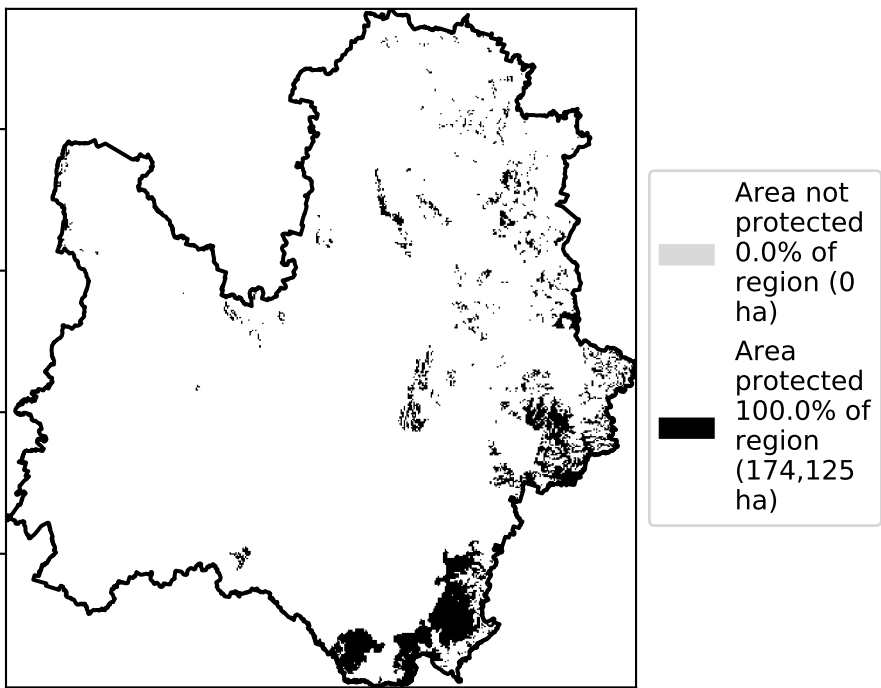 Area not
protected
0.0% of
region (0
ha)
Area
protected
100.0% of
region
(174,125
ha)